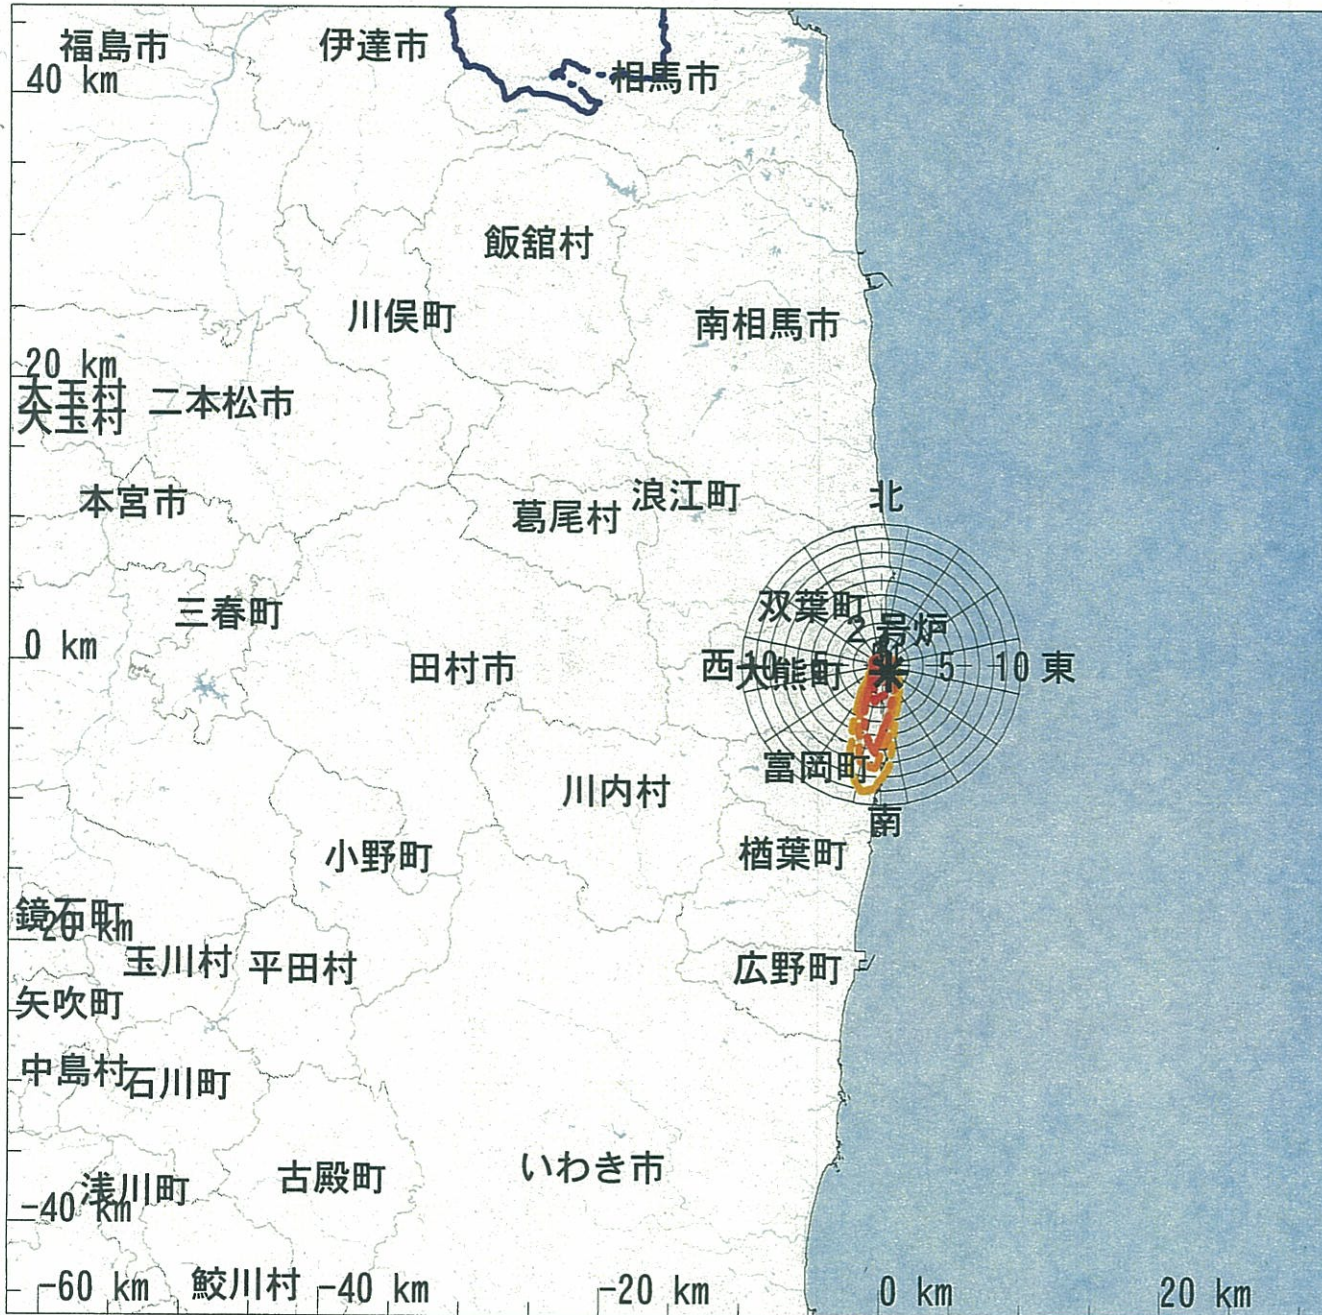 福島市 伊達市
40 km 相馬市
飯舘村
川俣町 南相馬市
20 km
大玉村
大玉村 二本松市
北
本宮市 葛尾村 浪江町
双葉町
三春町 2号炉
0 km 田村市 西 10 5 大熊町 5 10 東
富岡町
川内村
南
小野町 楢葉町
鏡石町
-20 km
玉川村 平田村 広野町
矢吹町
中島村 石川町
いわき市
浅川町 古殿町
-40 km
-60 km 鮫川村 -40 km -20 km 0 km 20 km